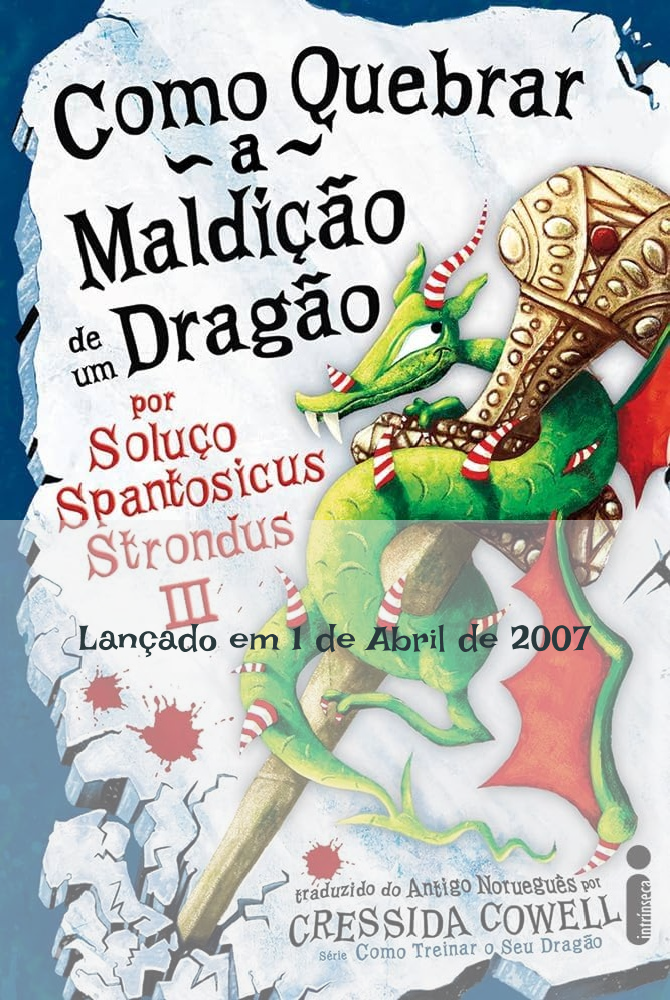 Como Quebrar
~ a ~
Maldição
de um Dragão
por
Soluço
Spantosicus
Strondus
III
Lançado em 1 de Abril de 2007
traduzido do Antigo Norueguês por
CRESSIDA COWELL
Série Como Treinar o Seu Dragão
intrínseca